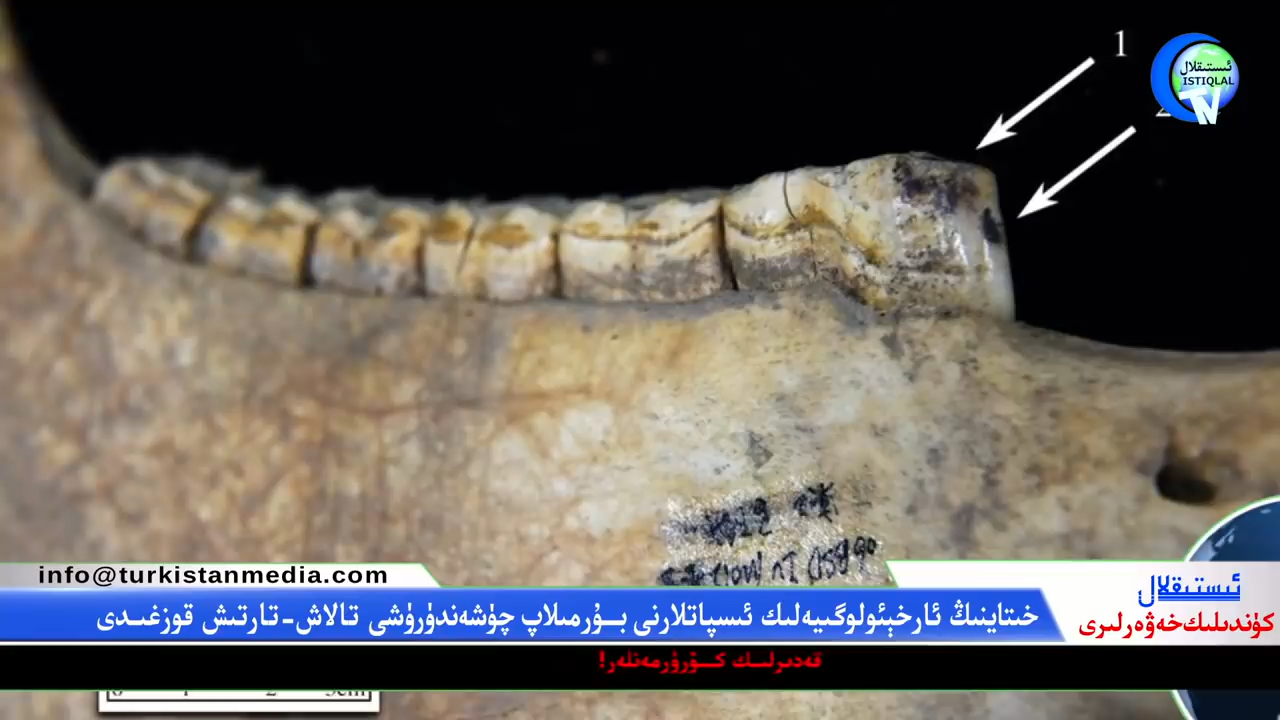 1
ئىستىقلال
ISTIQLAL
TV
info@turkistanmedia.com
ئىستىقلال
خىتاينىڭ ئارخېئولوگىيەلىك ئىسپاتلارنى بۇرمىلاپ چۈشەندۈرۈشى تالاش-تارتىش قوزغىدى
كۈندىلىك خەۋەرلىرى
قەدىرلىك كۆرۈرمەنلەر!